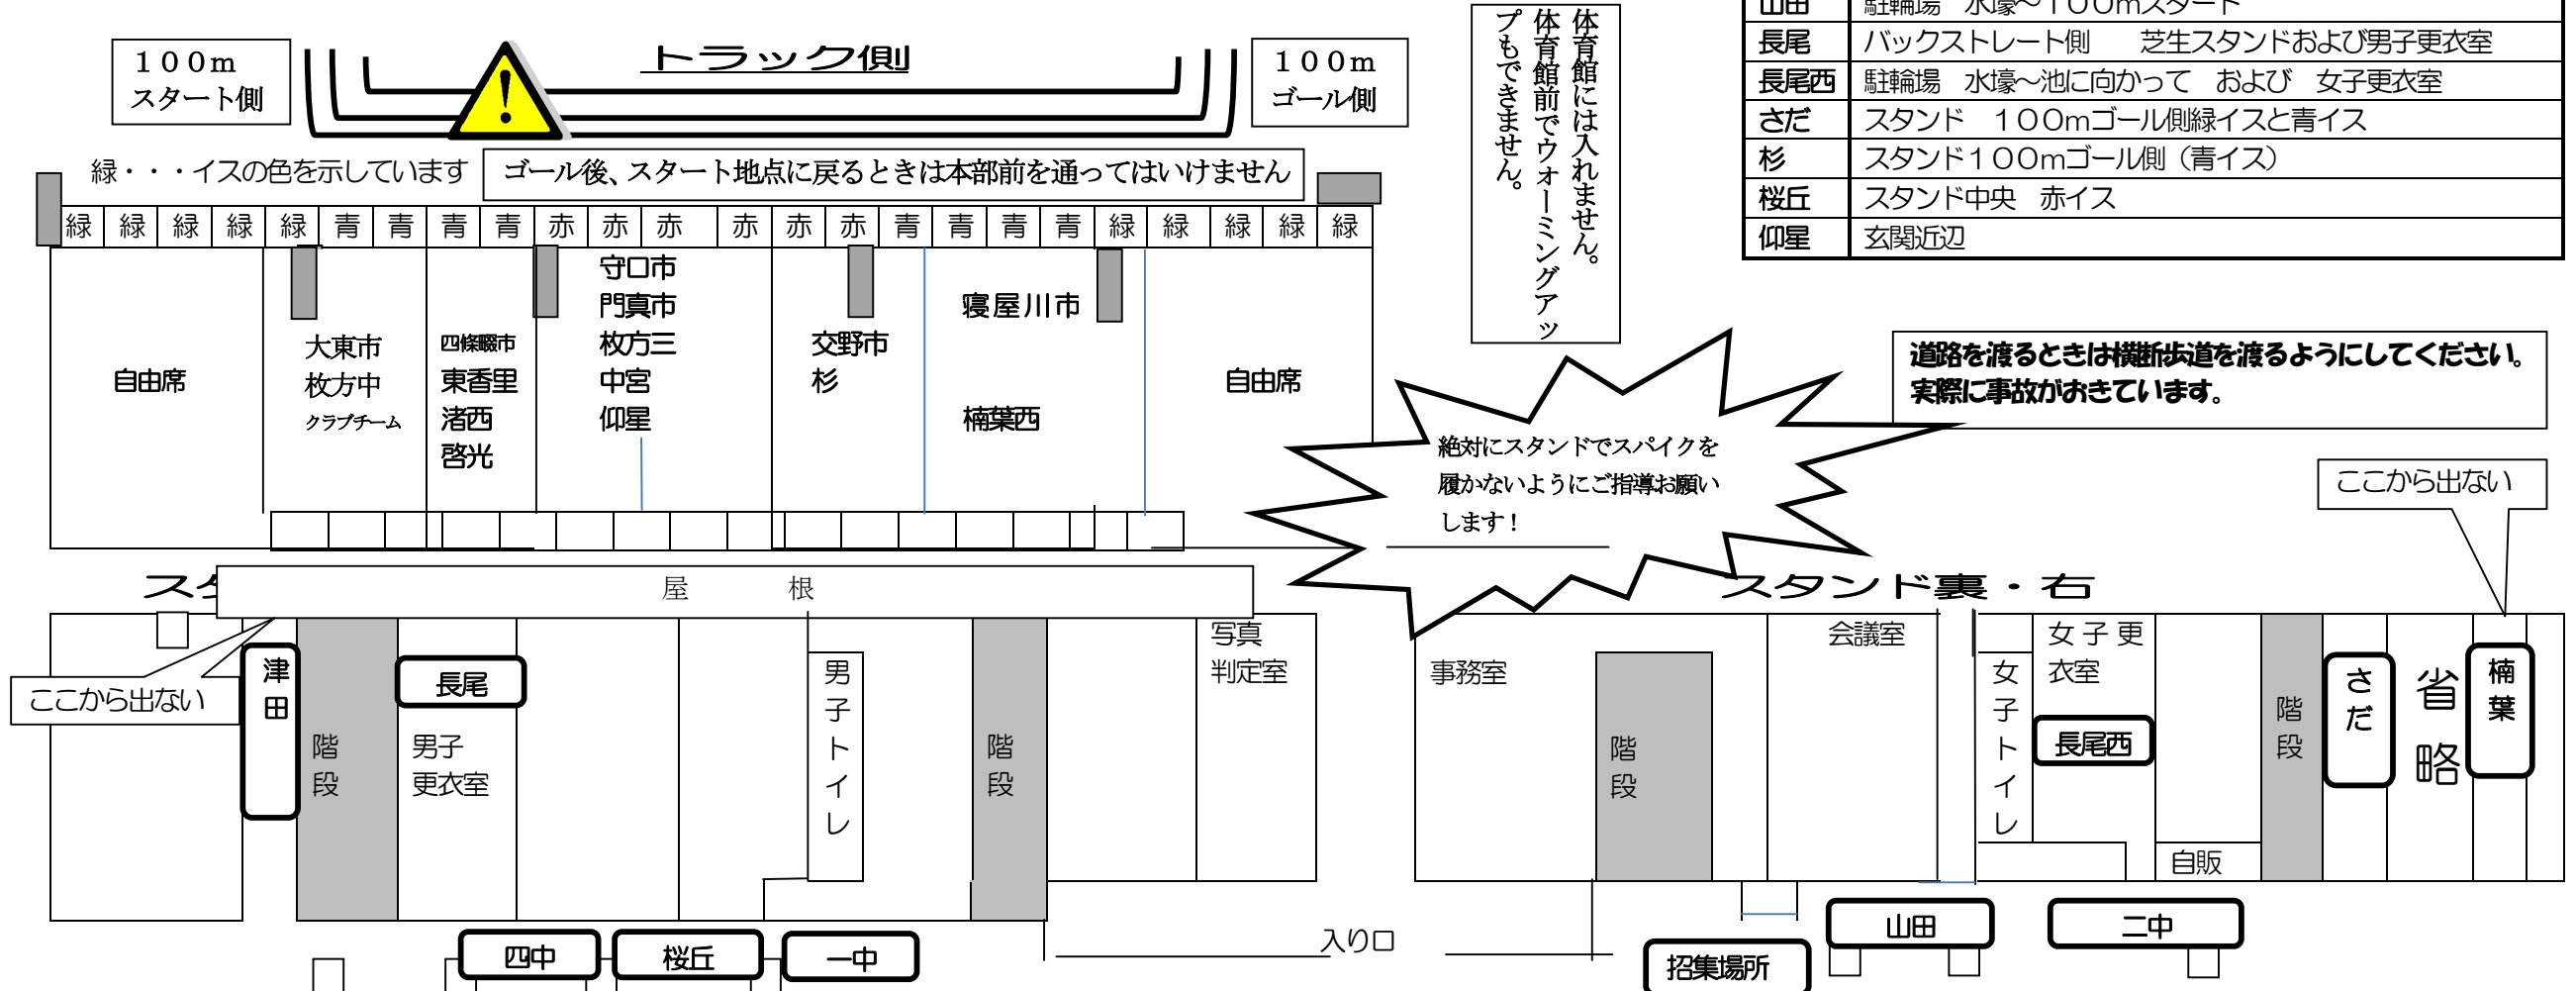 100m
スタート側
トラック側
100m
ゴール側
体育館には入れません。
体育館前でウオーミングアッ
プもできません。
山田 駐輪場 水壕~100mスタート
長尾 バックストレート側 芝生スタンドおよび男子更衣室
長尾西 駐輪場 水壕~池に向かって および 女子更衣室
さだ スタンド 100mゴール側緑イスと青イス
杉 スタンド100mゴール側(青イス)
桜丘 スタンド中央 赤イス
仰星 玄関近辺
緑・・・イスの色を示しています
ゴール後、スタート地点に戻るときは本部前を通ってはいけません
緑 緑 緑 緑 緑 青 青 青 青 赤 赤 赤 赤 赤 赤 青 青 青 青 緑 緑 緑 緑 緑
自由席
大東市
枚方中
クラブチーム
四條畷市
東香里
渚西
啓光
守口市
門真市
枚方三
中宮
仰星
交野市
杉
寝屋川市
楠葉西
自由席
道路を渡るときは横断歩道を渡るようにしてください。
実際に事故がおきています。
絶対にスタンドでスパイクを
履かないようにご指導お願い
します!
ここから出ない
スタ
屋 根
スタンド裏・右
ここから出ない
津田
階段
長尾
男子
更衣室
男子トイレ
階段
写真
判定室
事務室
階段
会議室
女子トイレ
女子更
衣室
長尾西
自販
階段
さだ
省略
楠葉
四中
桜丘
一中
入り口
招集場所
山田
二中